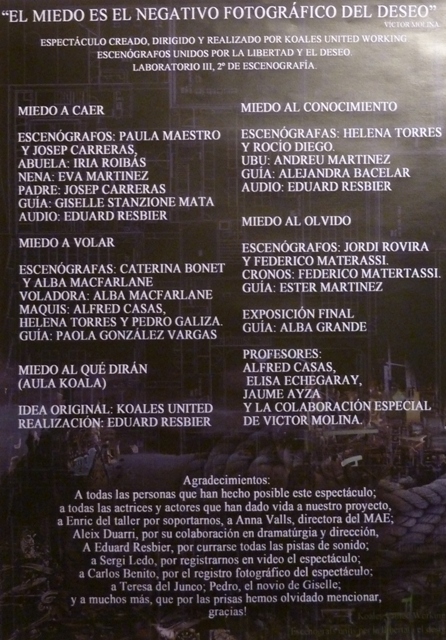 "EL MIEDO ES EL NEGATIVO FOTOGRÁFICO DEL DESEO"
VICTOR MOLINA.
ESPECTÁCULO CREADO, DIRIGIDO Y REALIZADO POR KOALES UNITED WORKING
ESCENÓGRAFOS UNIDOS POR LA LIBERTAD Y EL DESEO.
LABORATORIO III, 2º DE ESCENOGRAFÍA.
MIEDO A CAER
ESCENÓGRAFOS: PAULA MAESTRO
Y JOSEP CARRERAS,
ABUELA: IRIA ROIBÁS
NENA: EVA MARTINEZ
PADRE: JOSEP CARRERAS
GUÍA: GISELLE STANZIONE MATA
AUDIO: EDUARD RESBIER
MIEDO A VOLAR
ESCENÓGRAFAS: CATERINA BONET
Y ALBA MACFARLANE
VOLADORA: ALBA MACFARLANE
MAQUIS: ALFRED CASAS,
HELENA TORRES Y PEDRO GALIZA.
GUÍA: PAOLA GONZÁLEZ VARGAS
MIEDO AL QUÉ DIRÁN
(AULA KOALA)
IDEA ORIGINAL: KOALES UNITED
REALIZACIÓN: EDUARD RESBIER
MIEDO AL CONOCIMIENTO
ESCENÓGRAFAS: HELENA TORRES
Y ROCÍO DIEGO.
UBU: ANDREU MARTINEZ
GUÍA: ALEJANDRA BACELAR
AUDIO: EDUARD RESBIER
MIEDO AL OLVIDO
ESCENÓGRAFOS: JORDI ROVIRA
Y FEDERICO MATERASSI.
CRONOS: FEDERICO MATERTASSI.
GUÍA: ESTER MARTINEZ
EXPOSICIÓN FINAL
GUÍA: ALBA GRANDE
PROFESORES:
ALFRED CASAS,
ELISA ECHEGARAY,
JAUME AYZA
Y LA COLABORACIÓN ESPECIAL
DE VICTOR MOLINA.
Agradecimientos:
A todas las personas que han hecho posible este espectáculo;
a todas las actrices y actores que han dado vida a nuestro proyecto,
a Enric del taller por soportarnos, a Anna Valls, directora del MAE;
Aleix Duarri, por su colaboración en dramatúrgia y dirección,
A Eduard Resbier, por currarse todas las pistas de sonido;
a Sergi Ledo, por registrarnos en video el espectáculo;
a Carlos Benito, por el registro fotográfico del espectáculo;
a Teresa del Junco; Pedro, el novio de Giselle;
y a muchos más, que por las prisas hemos olvidado mencionar,
gracias!